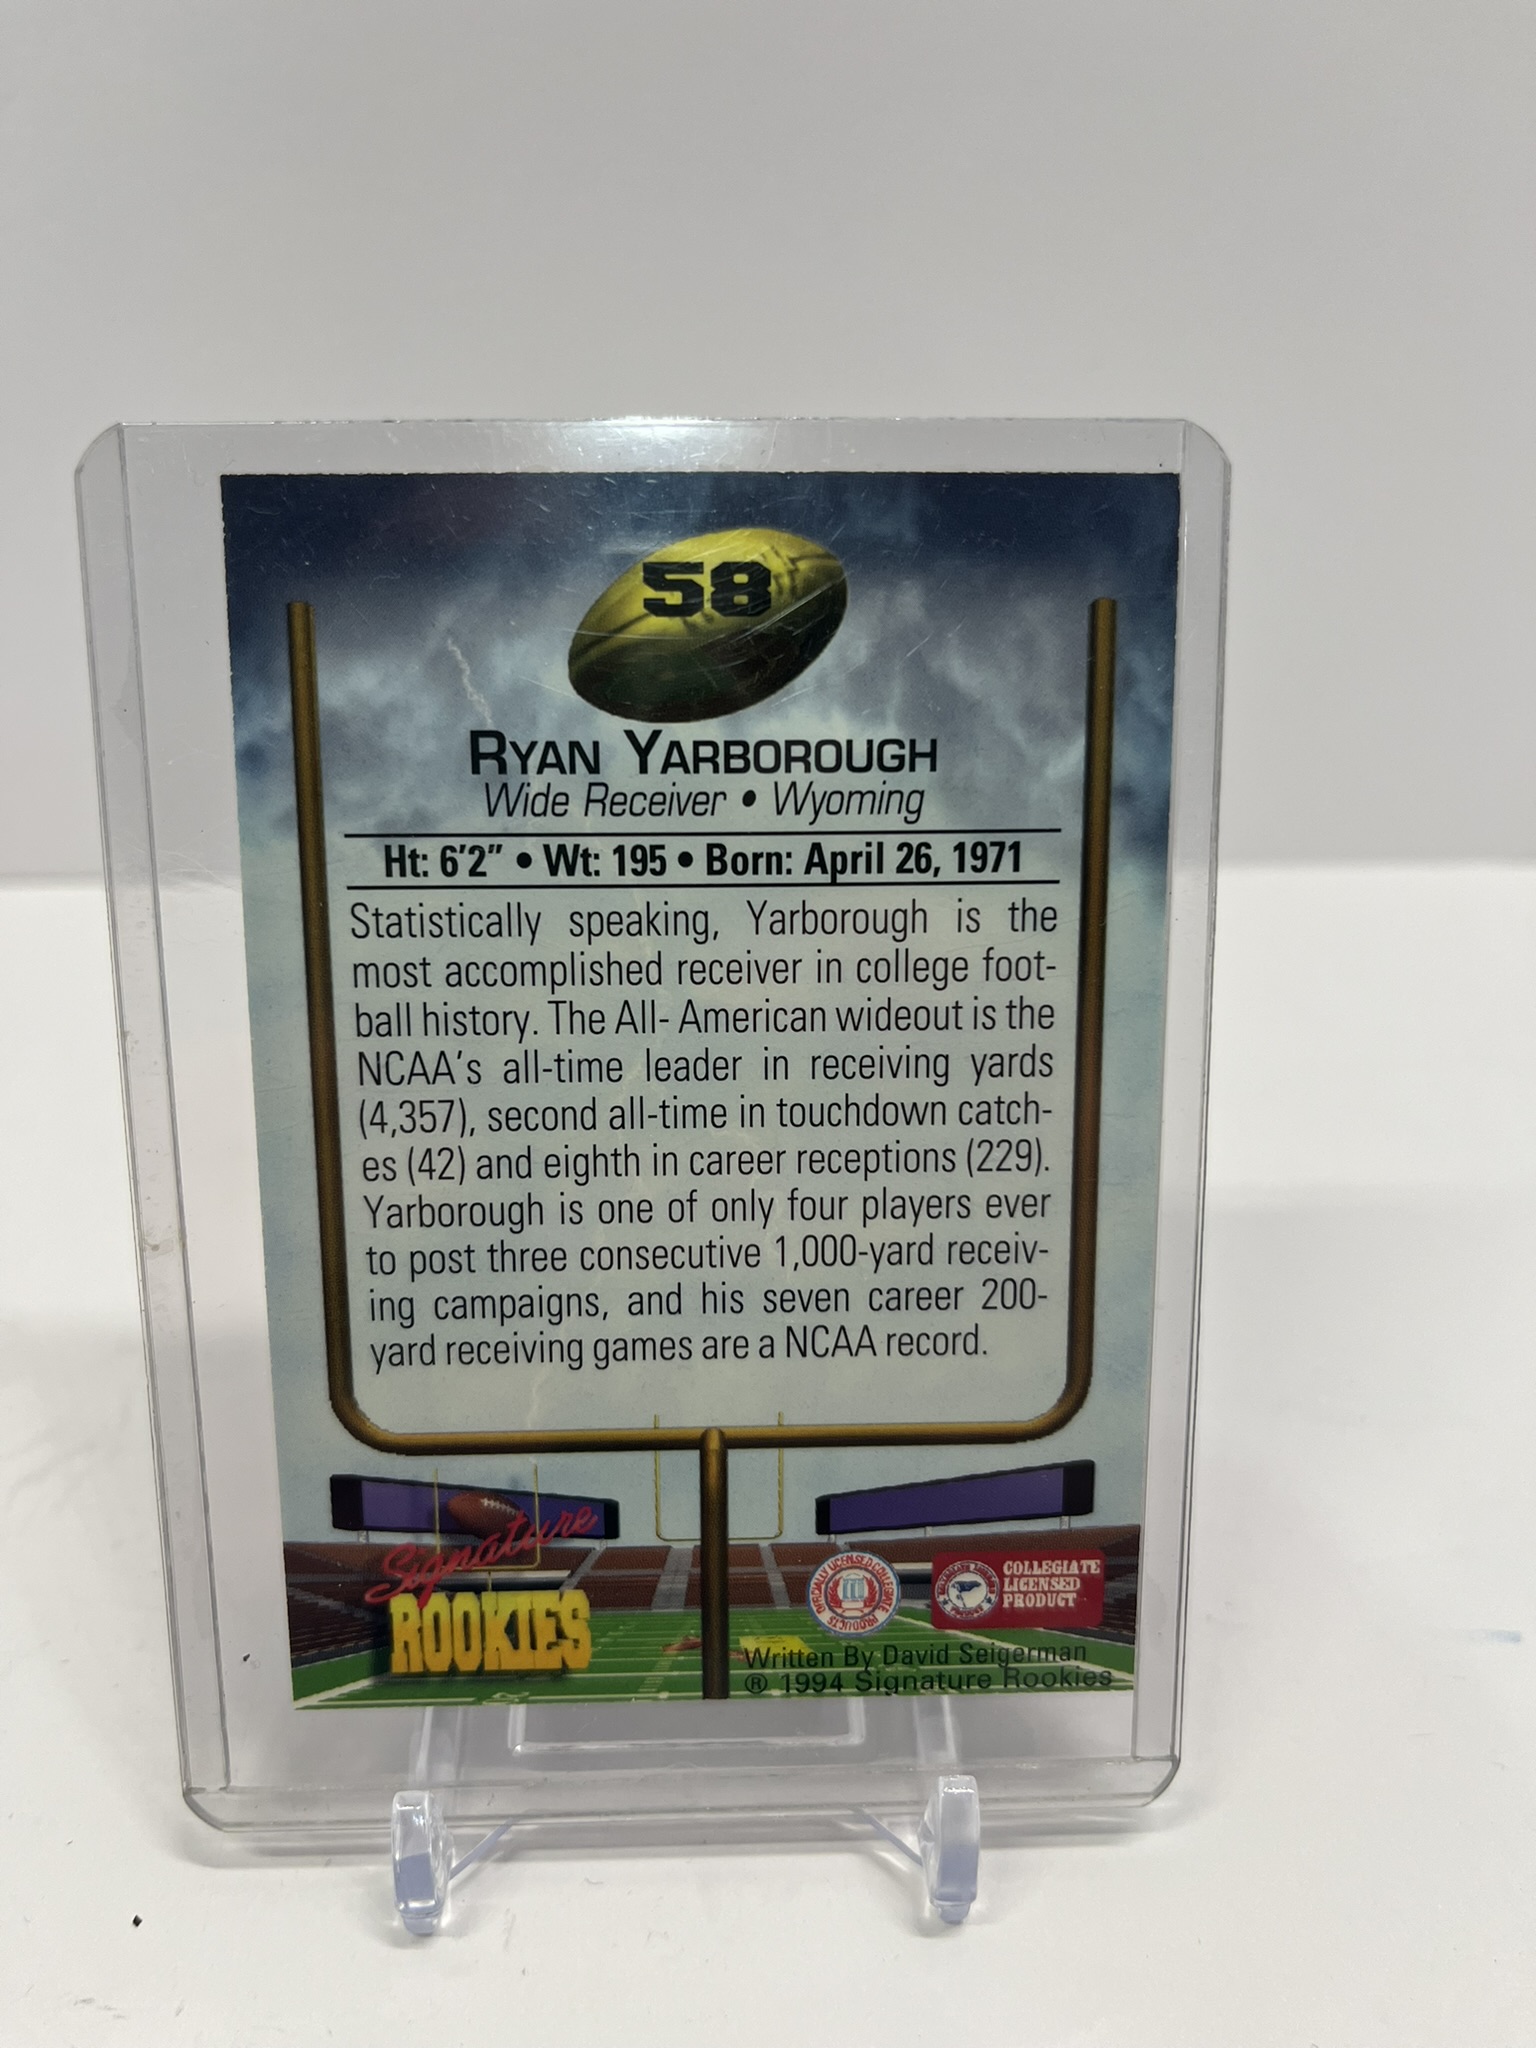 58
RYAN YARBOROUGH
Wide Receiver • Wyoming
Ht: 6'2" • Wt: 195 • Born: April 26, 1971
Statistically speaking, Yarborough is the
most accomplished receiver in college foot-
ball history. The All- American wideout is the
NCAA's all-time leader in receiving yards
(4,357), second all-time in touchdown catch-
es (42) and eighth in career receptions (229).
Yarborough is one of only four players ever
to post three consecutive 1,000-yard receiv-
ing campaigns, and his seven career 200-
yard receiving games are a NCAA record.
Signature
ROOKIES
OFFICIALLY LICENSED COLLEGIATE PRODUCTS
COLLEGIATE
LICENSED
PRODUCT
Written By David Seigerman
® 1994 Signature Rookies